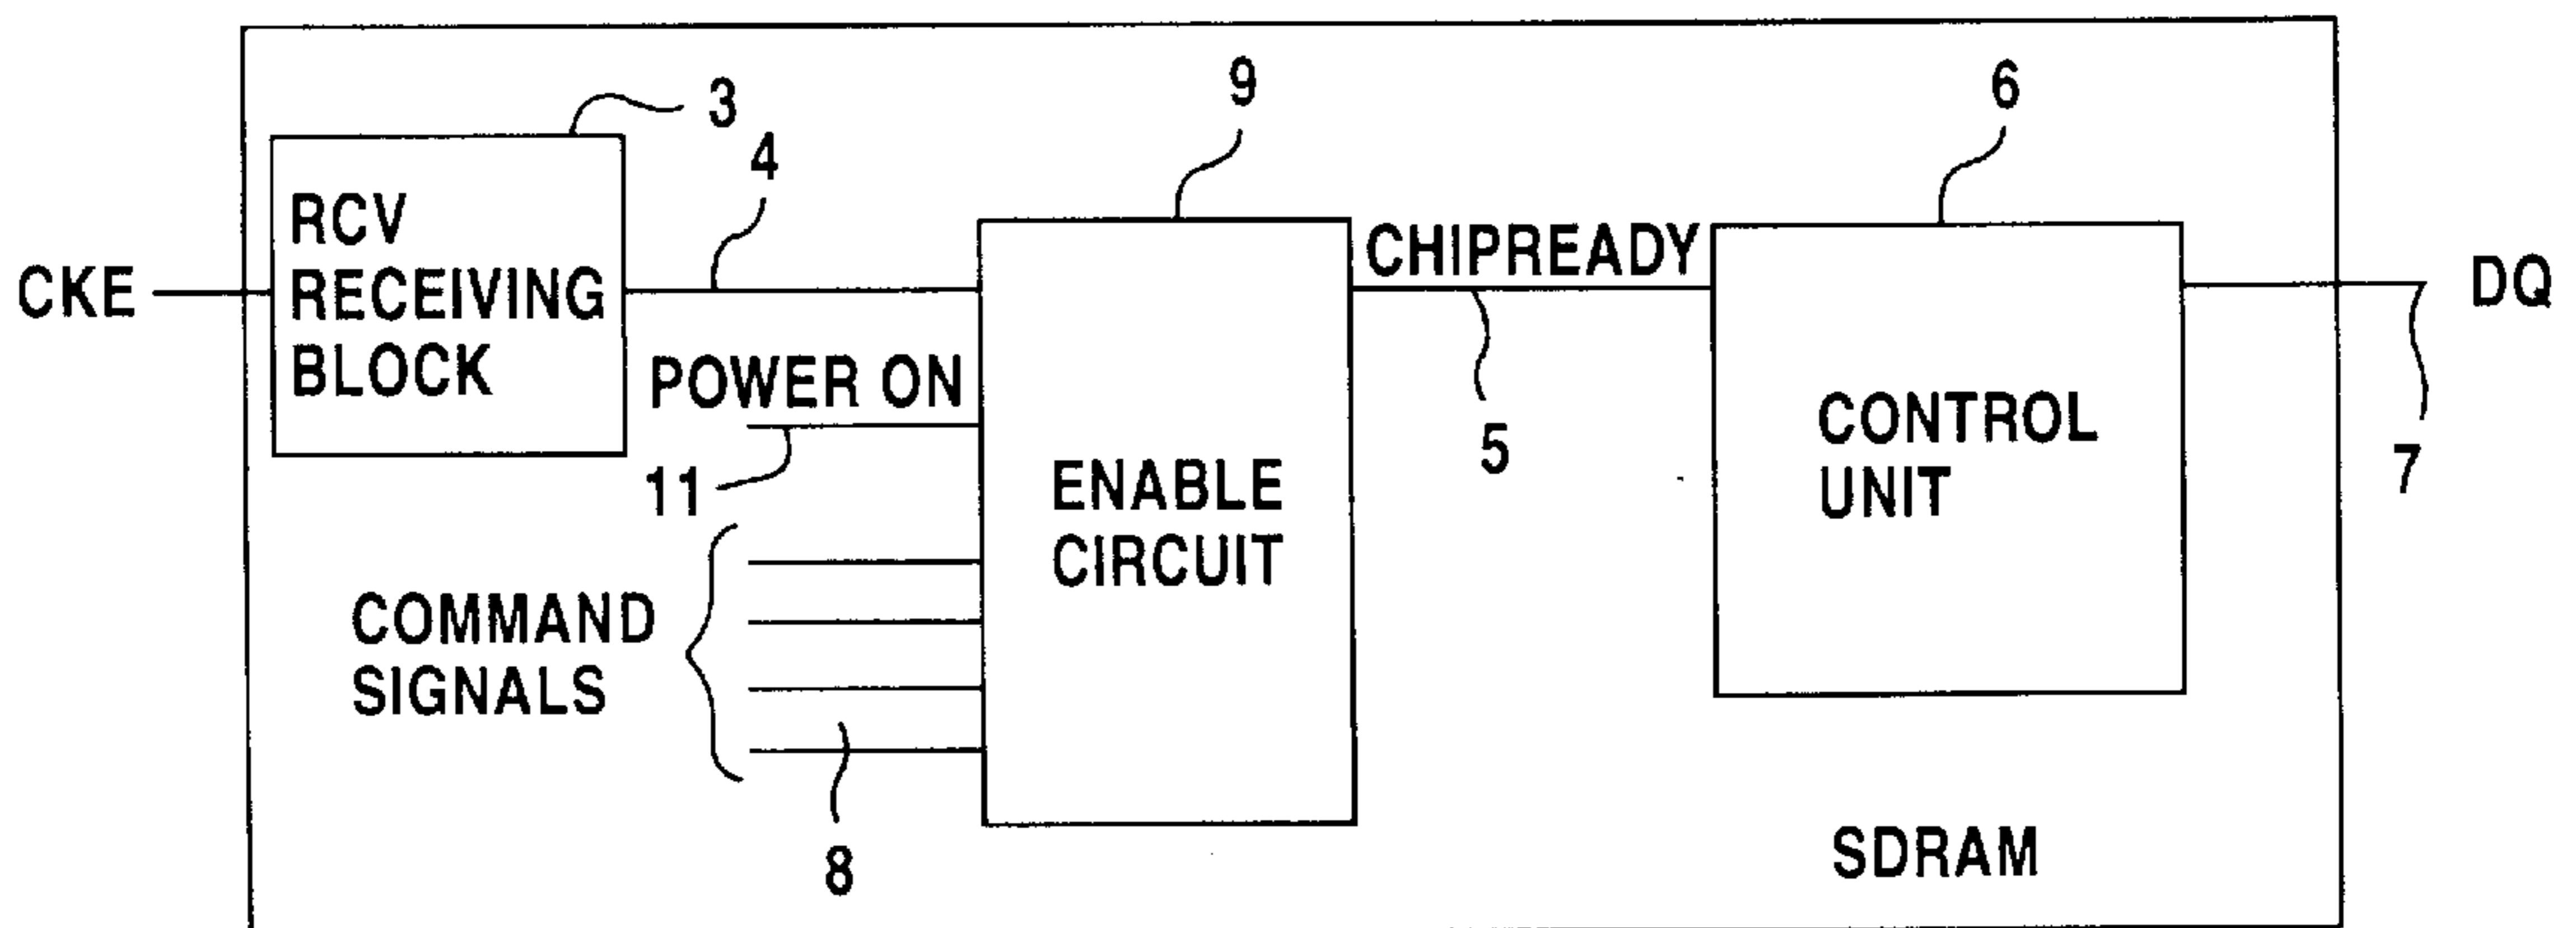 9
6
3
4
RCV
RECEIVING
BLOCK
CKE
CHIPREADY
DQ
POWER ON
11
5
7
ENABLE
CIRCUIT
CONTROL
UNIT
COMMAND
SIGNALS
8
SDRAM